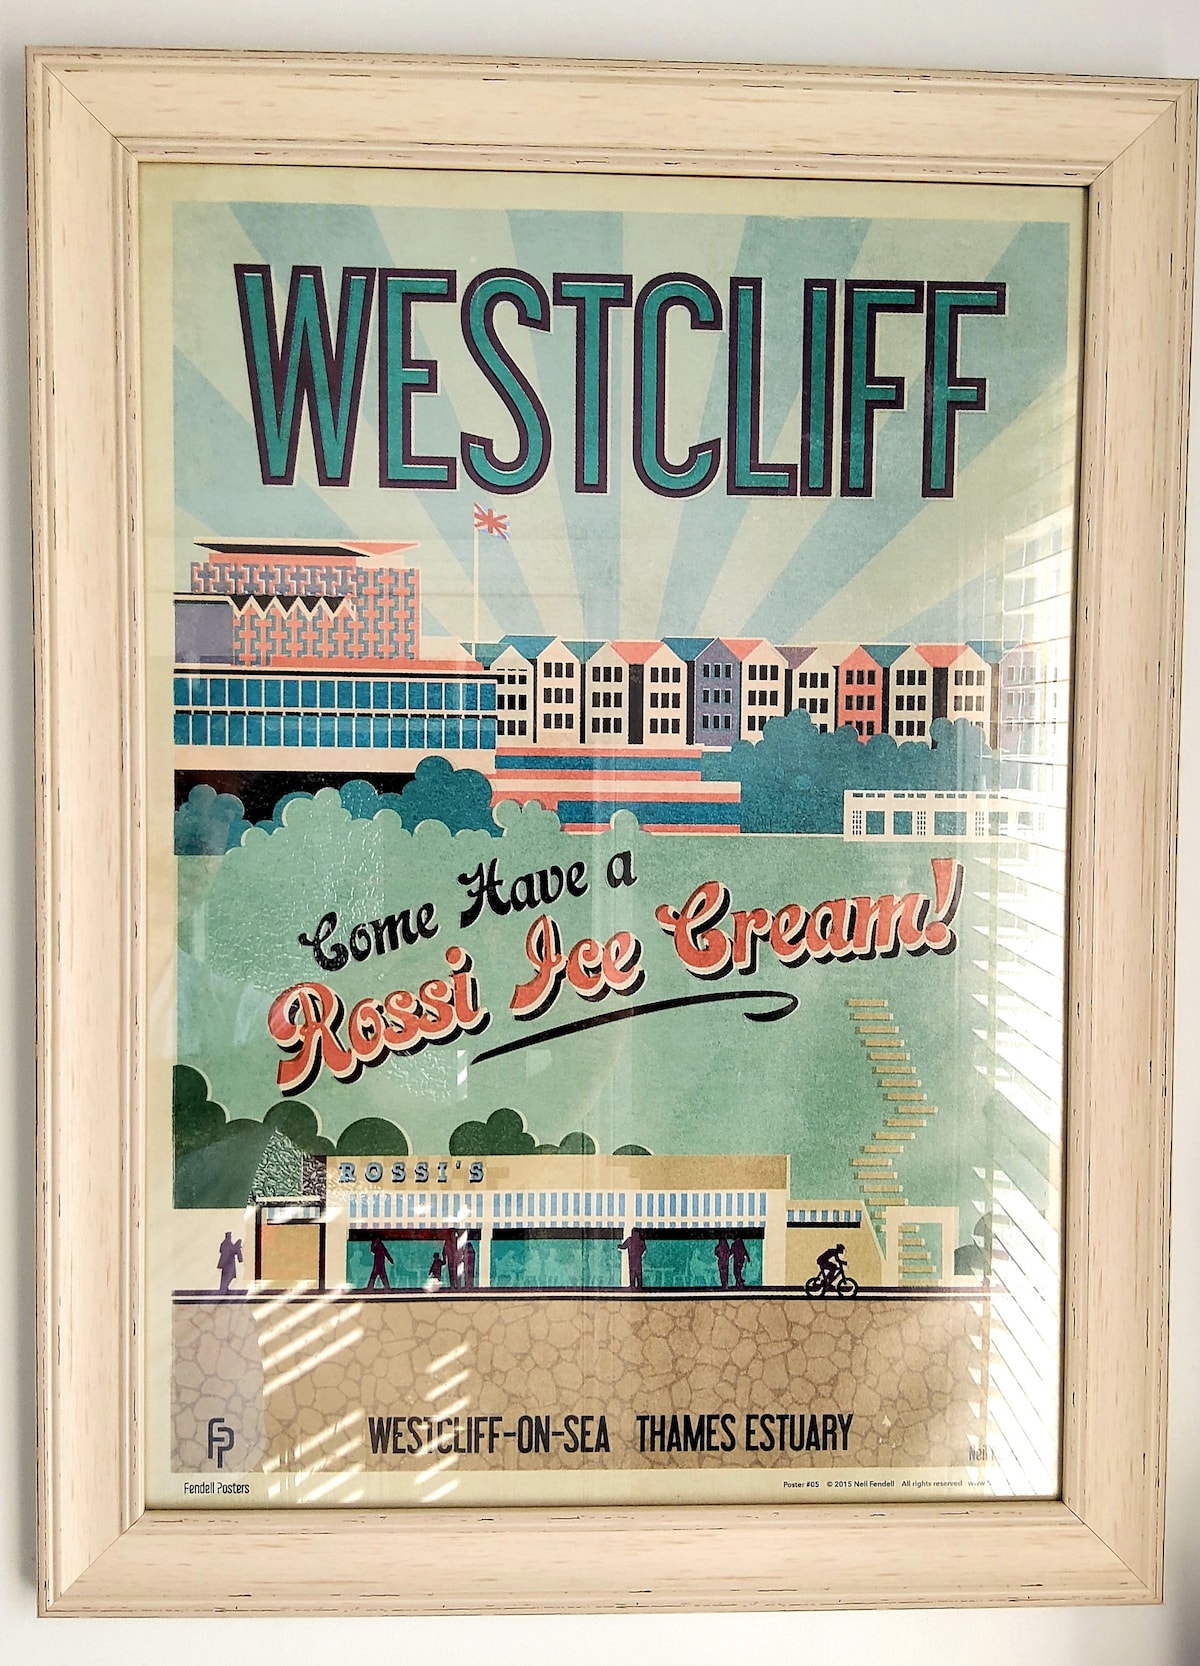 WESTCLIFF
Come Have a
Rossi Ice Cream!
ROSSI'S
WESTCLIFF-ON-SEA THAMES ESTUARY
FP
Fendell Posters
Poster #05 © 2015 Neil Fendell All rights reserved